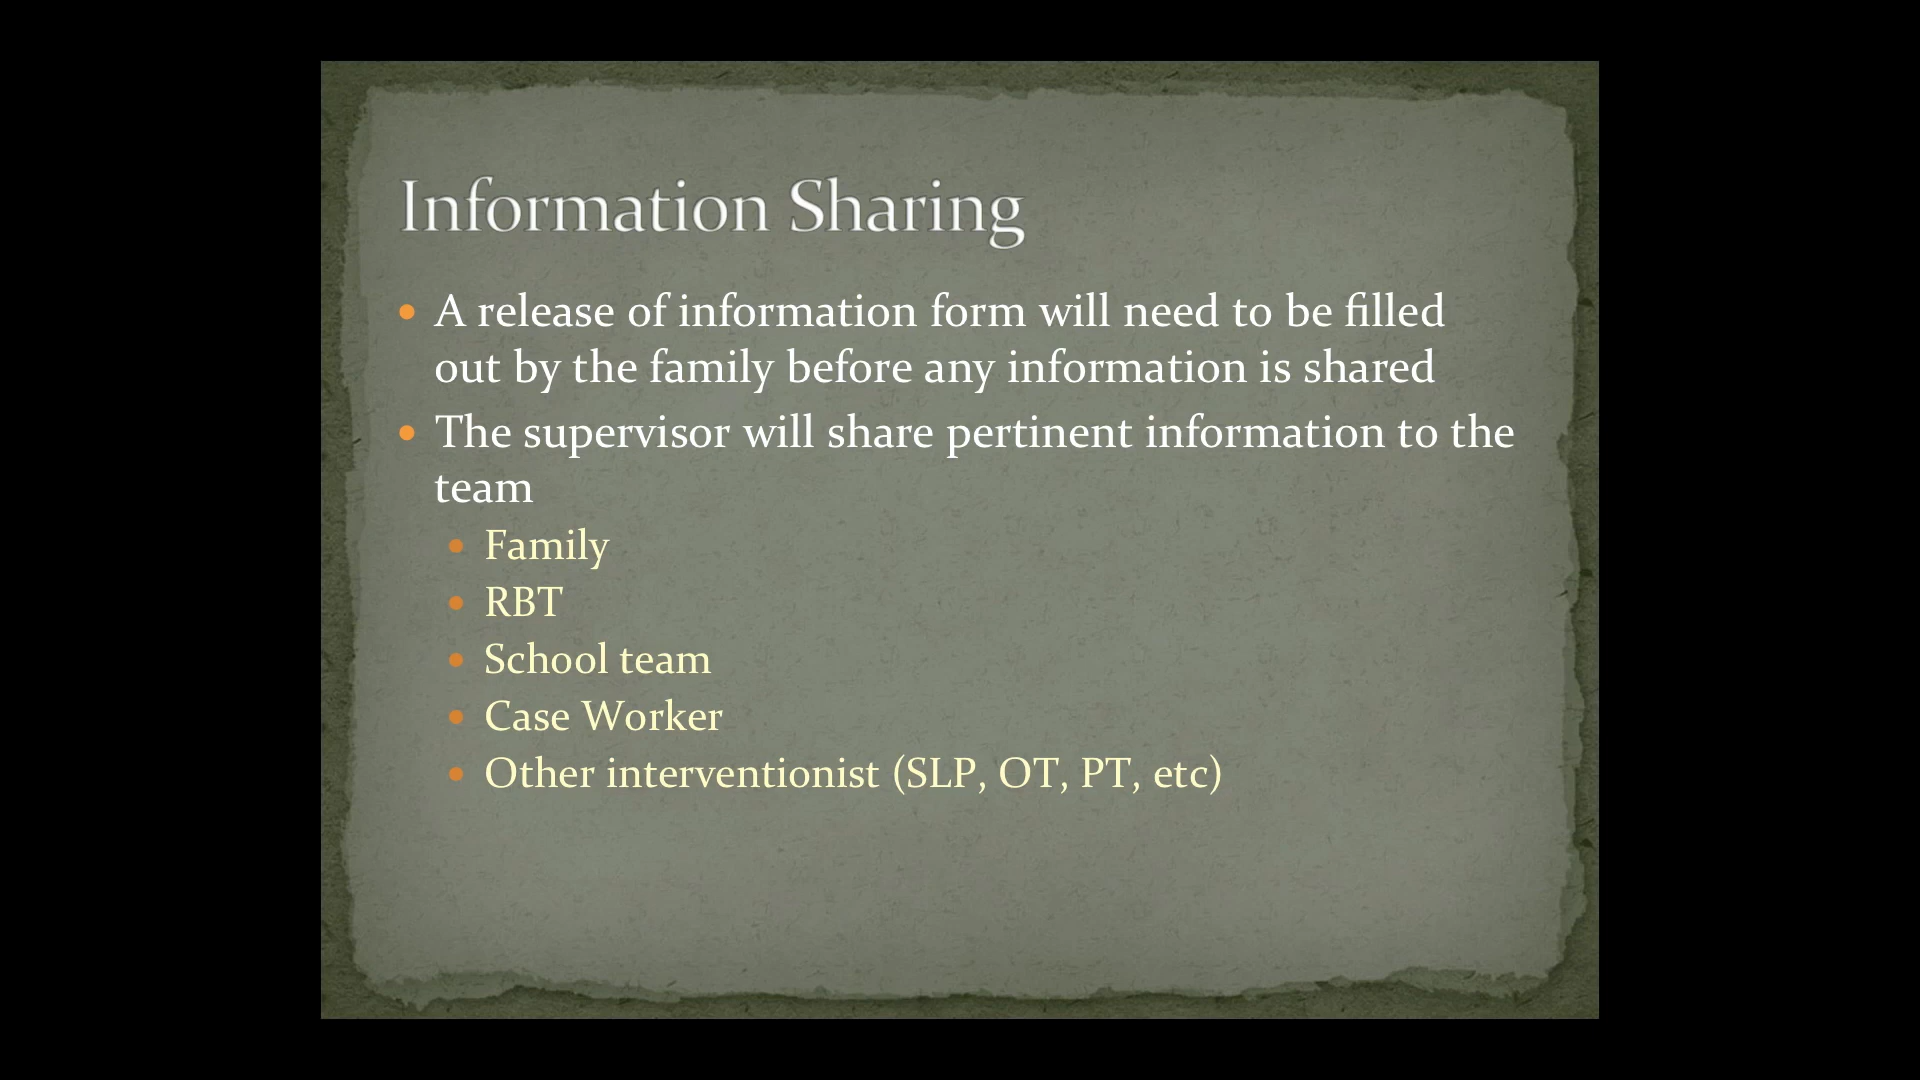 Information Sharing
• A release of information form will need to be filled
out by the family before any information is shared
• The supervisor will share pertinent information to the
team
• Family
• RBT
• School team
• Case Worker
• Other interventionist (SLP, OT, PT, etc)